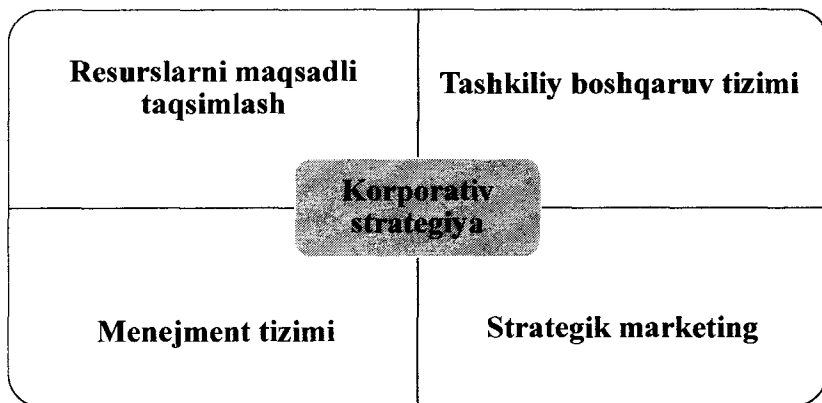 Resurslarni maqsadli
taqsimlash
Tashkiliy boshqaruv tizimi
Korporativ
strategiya
Menejment tizimi
Strategik marketing